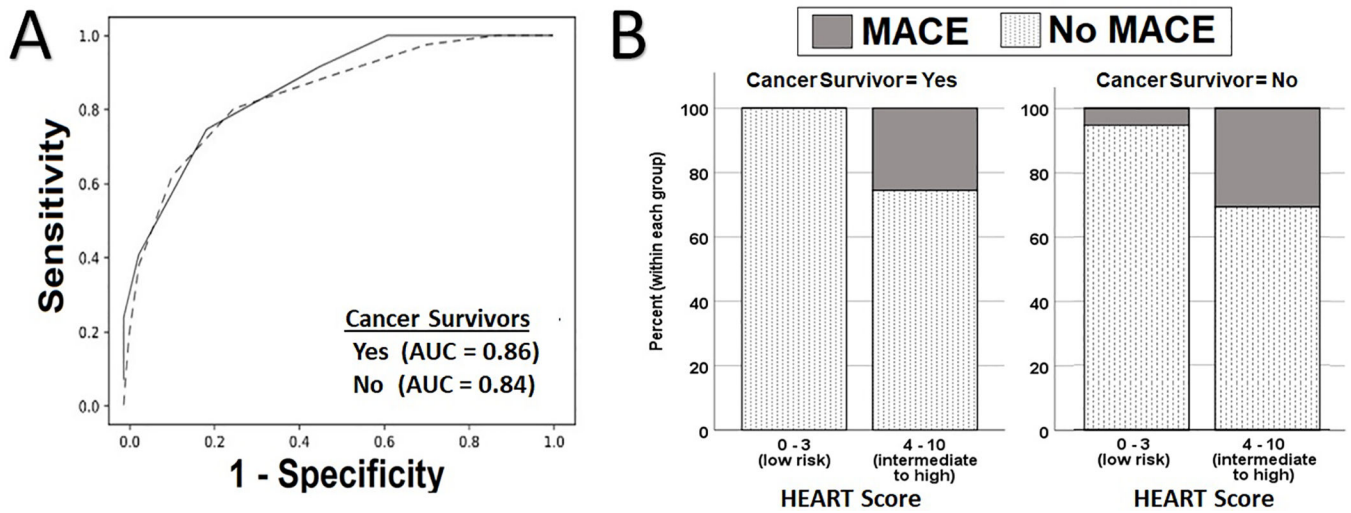 A
1.0
0.8
0.6
0.4
0.2
0.0
Sensitivity
0.0 0.2 0.4 0.6 0.8 1.0
1 - Specificity
Cancer Survivors
Yes (AUC = 0.86)
No (AUC = 0.84)
B
MACE No MACE
Cancer Survivor = Yes
100
80
60
40
20
0
Percent (within each group)
0 - 3 4 - 10
(low risk) (intermediate
to high)
HEART Score
Cancer Survivor = No
100
80
60
40
20
0
0 - 3 4 - 10
(low risk) (intermediate
to high)
HEART Score